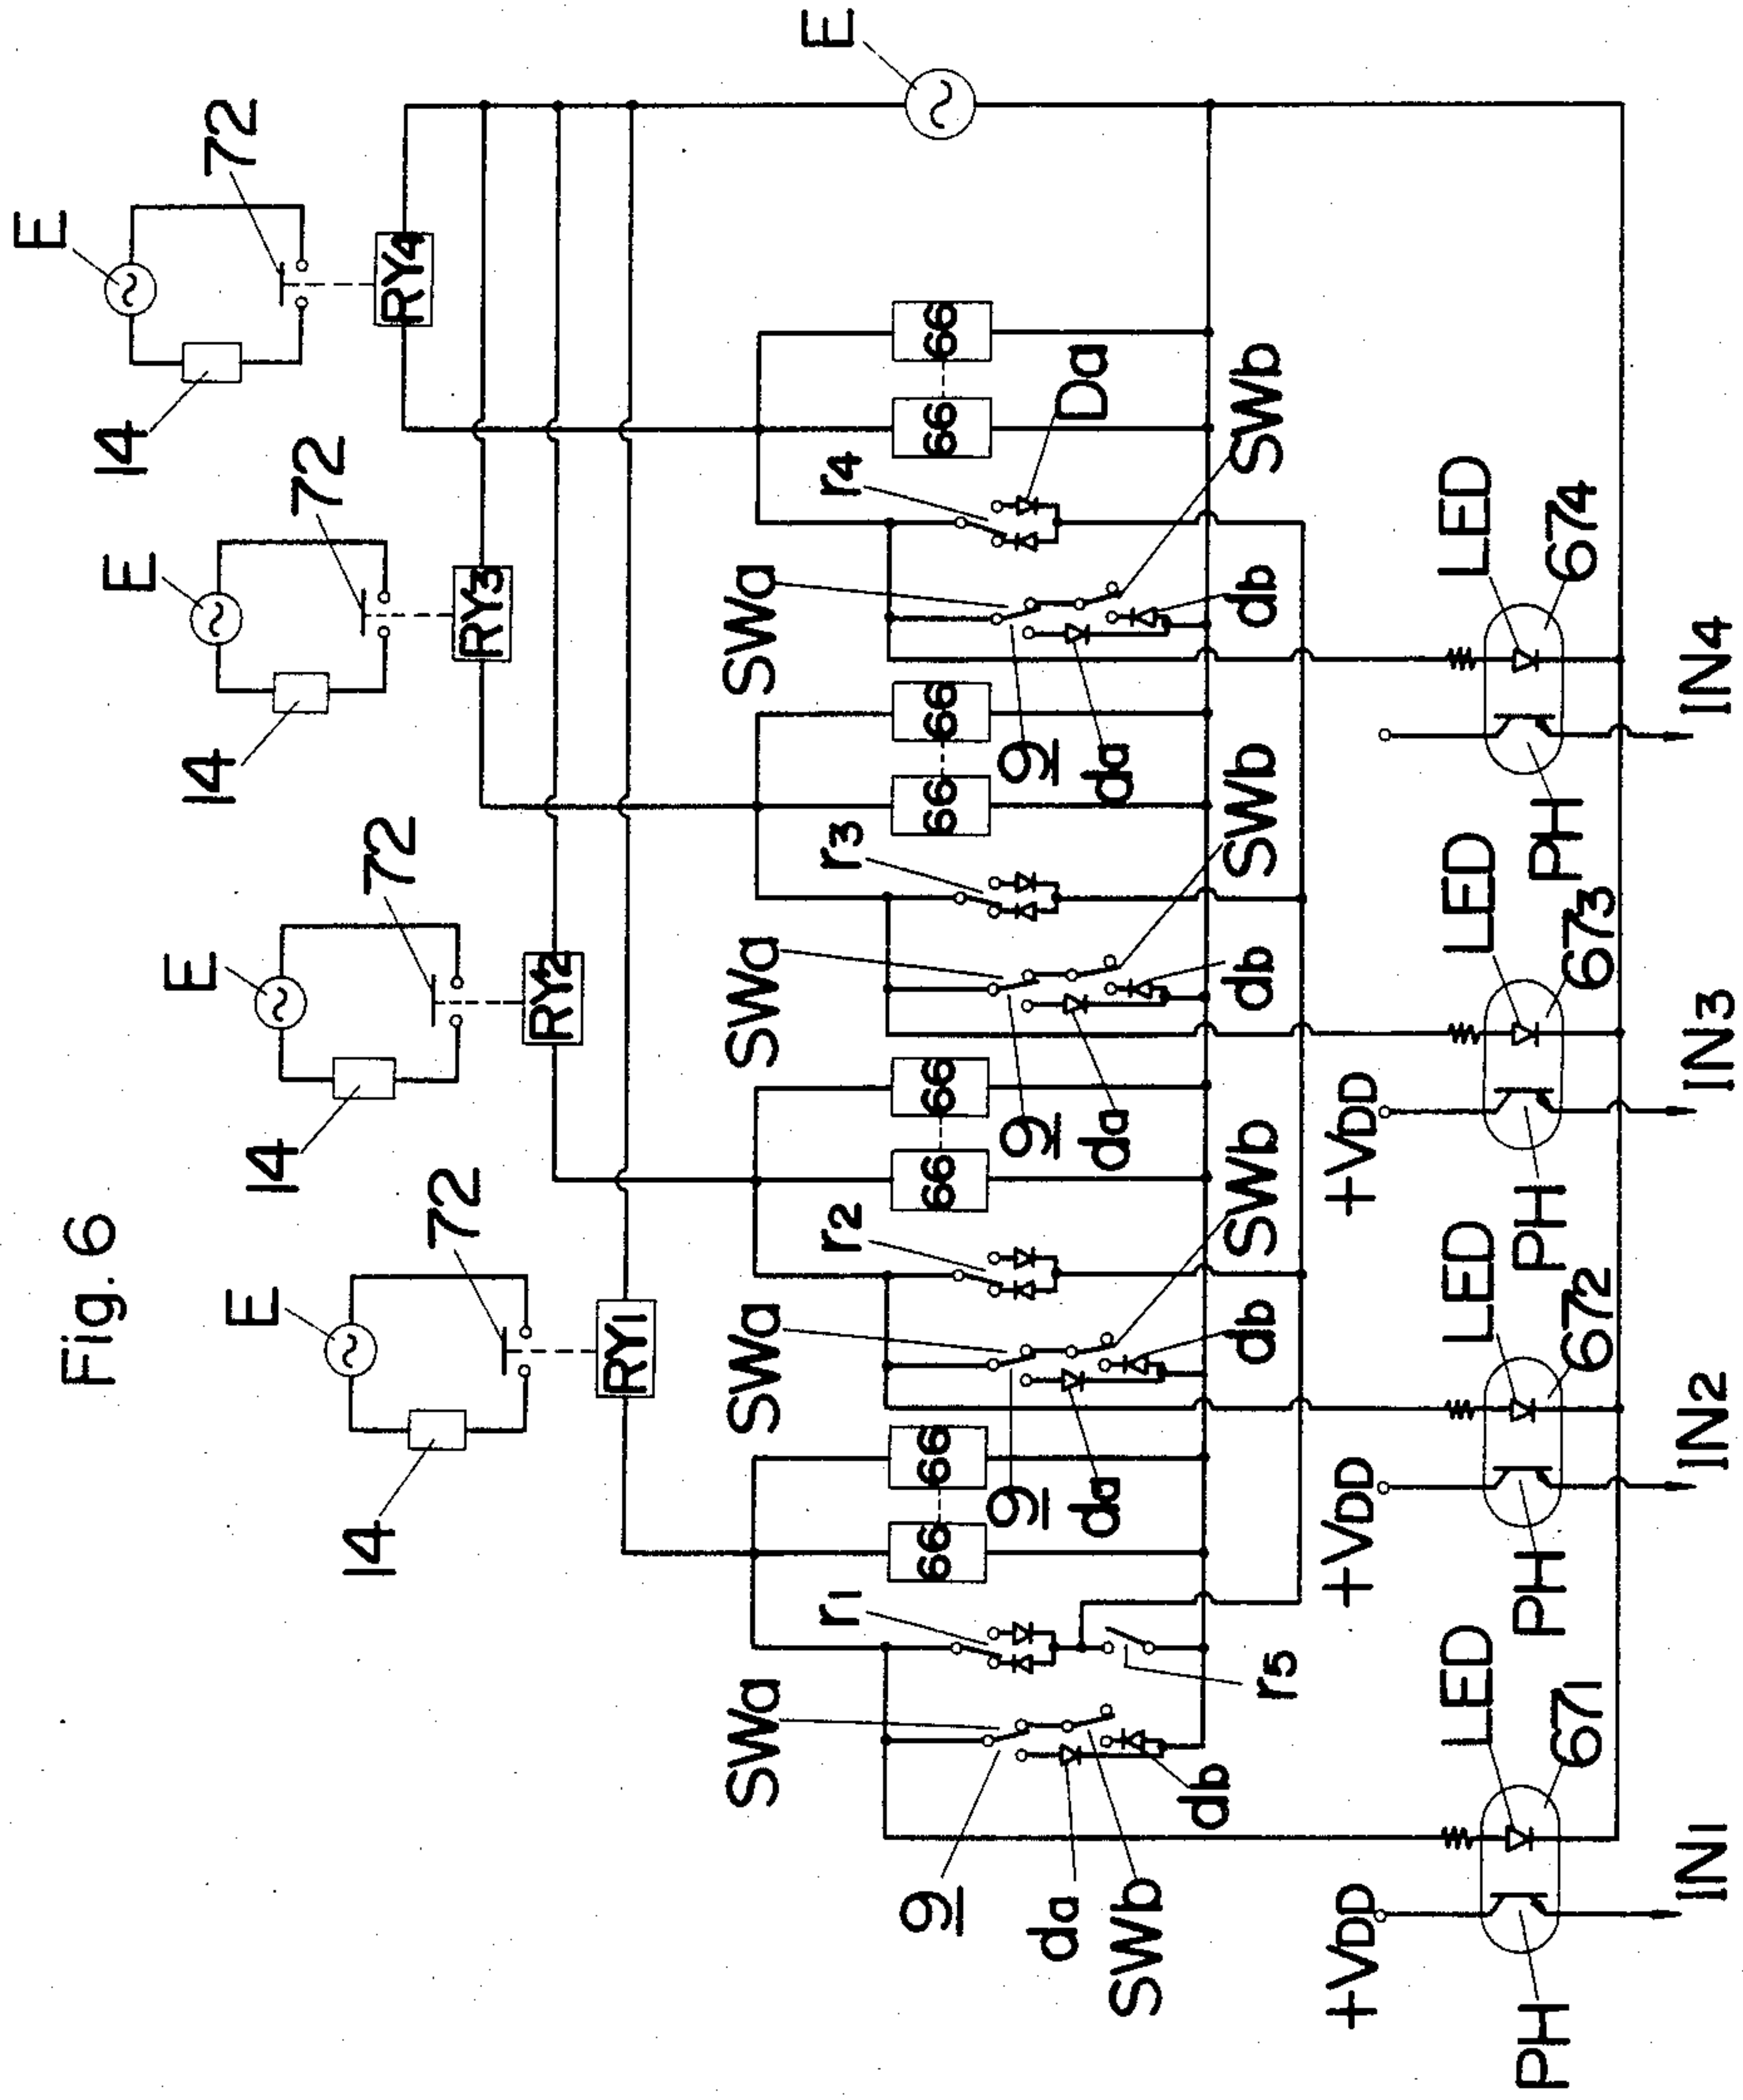 Fig. 6
E
72
14
RY4
E
72
14
RY3
E
72
14
RY2
E
72
14
RY1
E
66
66
r4
Da
SWb
SWa
9
da
db
66
66
r3
SWb
SWa
9
da
db
66
66
r2
SWb
SWa
9
da
db
66
66
r1
r5
SWa
9
da
SWb
db
LED
674
PH
IN4
+VDD
LED
673
PH
IN3
+VDD
LED
672
PH
IN2
+VDD
LED
671
PH
IN1